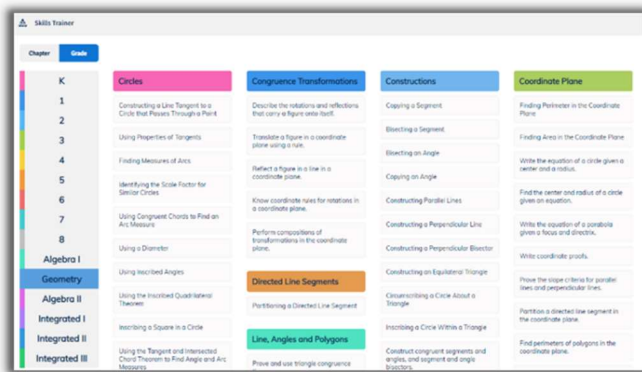 Skills Trainer
Chapter
Grade
K
1
2
3
4
5
6
7
8
Algebra I
Geometry
Algebra II
Integrated I
Integrated II
Integrated III
Circles
Constructing a Line Tangent to a
Circle that Passes Through a Point
Using Properties of Tangents
Finding Measures of Arcs
Identifying the Scale Factor for
Similar Circles
Using Congruent Chords to Find an
Arc Measure
Using a Diameter
Using Inscribed Angles
Using the Inscribed Quadrilateral
Theorem
Inscribing a Square in a Circle
Using the Tangent and Intersected
Chord Theorem to Find Angle and Arc
Measures
Congruence Transformations
Describe the rotations and reflections
that carry a figure onto itself.
Translate a figure in a coordinate
plane using a rule.
Reflect a figure in a line in a
coordinate plane.
Know coordinate rules for rotations in
a coordinate plane.
Perform compositions of
transformations in the coordinate
plane.
Directed Line Segments
Partitioning a Directed Line Segment
Line, Angles and Polygons
Prove and use triangle congruence
Constructions
Copying a Segment
Bisecting a Segment
Bisecting an Angle
Copying an Angle
Constructing Parallel Lines
Constructing a Perpendicular Line
Constructing a Perpendicular Bisector
Constructing an Equilateral Triangle
Circumscribing a Circle About a
Triangle
Inscribing a Circle Within a Triangle
Construct congruent segments and
angles, and segment and angle
bisectors.
Coordinate Plane
Finding Perimeter in the Coordinate
Plane
Finding Area in the Coordinate Plane
Write the equation of a circle given a
center and a radius.
Find the center and radius of a circle
given an equation.
Write the equation of a parabola
given a focus and directrix.
Write coordinate proofs.
Prove the slope criteria for parallel
lines and perpendicular lines.
Partition a directed line segment in
the coordinate plane.
Find perimeters of polygons in the
coordinate plane.